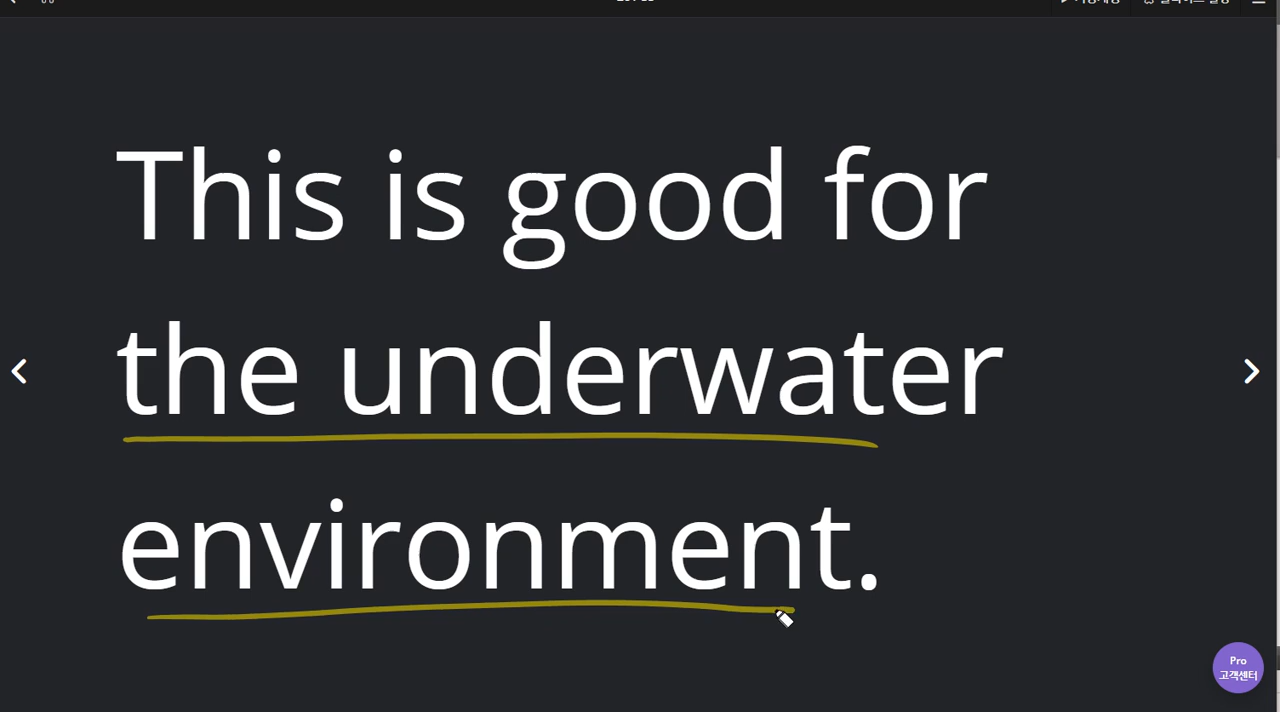 This is good for
the underwater
environment.
Pro
고객센터